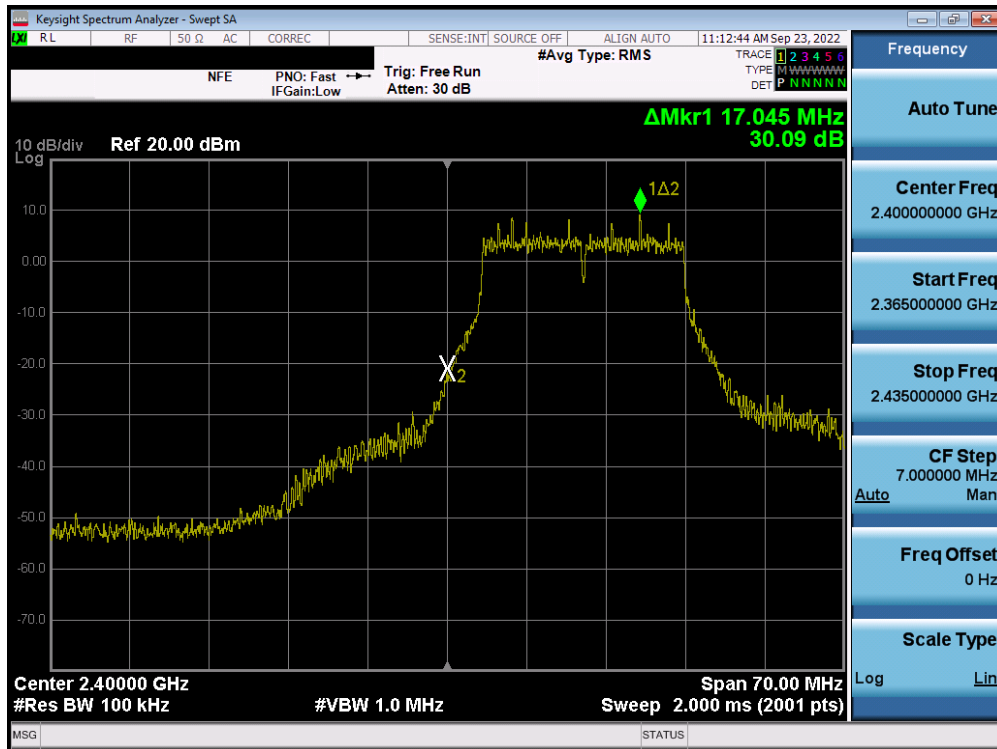 Keysight Spectrum Analyzer - Swept SA
LXI RL RF 50 Ω AC CORREC SENSE:INT SOURCE OFF ALIGN AUTO 11:12:44 AM Sep 23, 2022
NFE
PNO: Fast
IFGain:Low
Trig: Free Run
Atten: 30 dB
#Avg Type: RMS
TRACE 1 2 3 4 5 6
TYPE M WWWWW
DET P N N N N N
ΔMkr1 17.045 MHz
30.09 dB
10 dB/div
Log
Ref 20.00 dBm
10.0
0.00
-10.0
-20.0
-30.0
-40.0
-50.0
-60.0
-70.0
1Δ2
X2
Center 2.40000 GHz
Span 70.00 MHz
#Res BW 100 kHz
#VBW 1.0 MHz
Sweep 2.000 ms (2001 pts)
MSG
STATUS
Frequency
Auto Tune
Center Freq
2.400000000 GHz
Start Freq
2.365000000 GHz
Stop Freq
2.435000000 GHz
CF Step
7.000000 MHz
Auto Man
Freq Offset
0 Hz
Scale Type
Log Lin